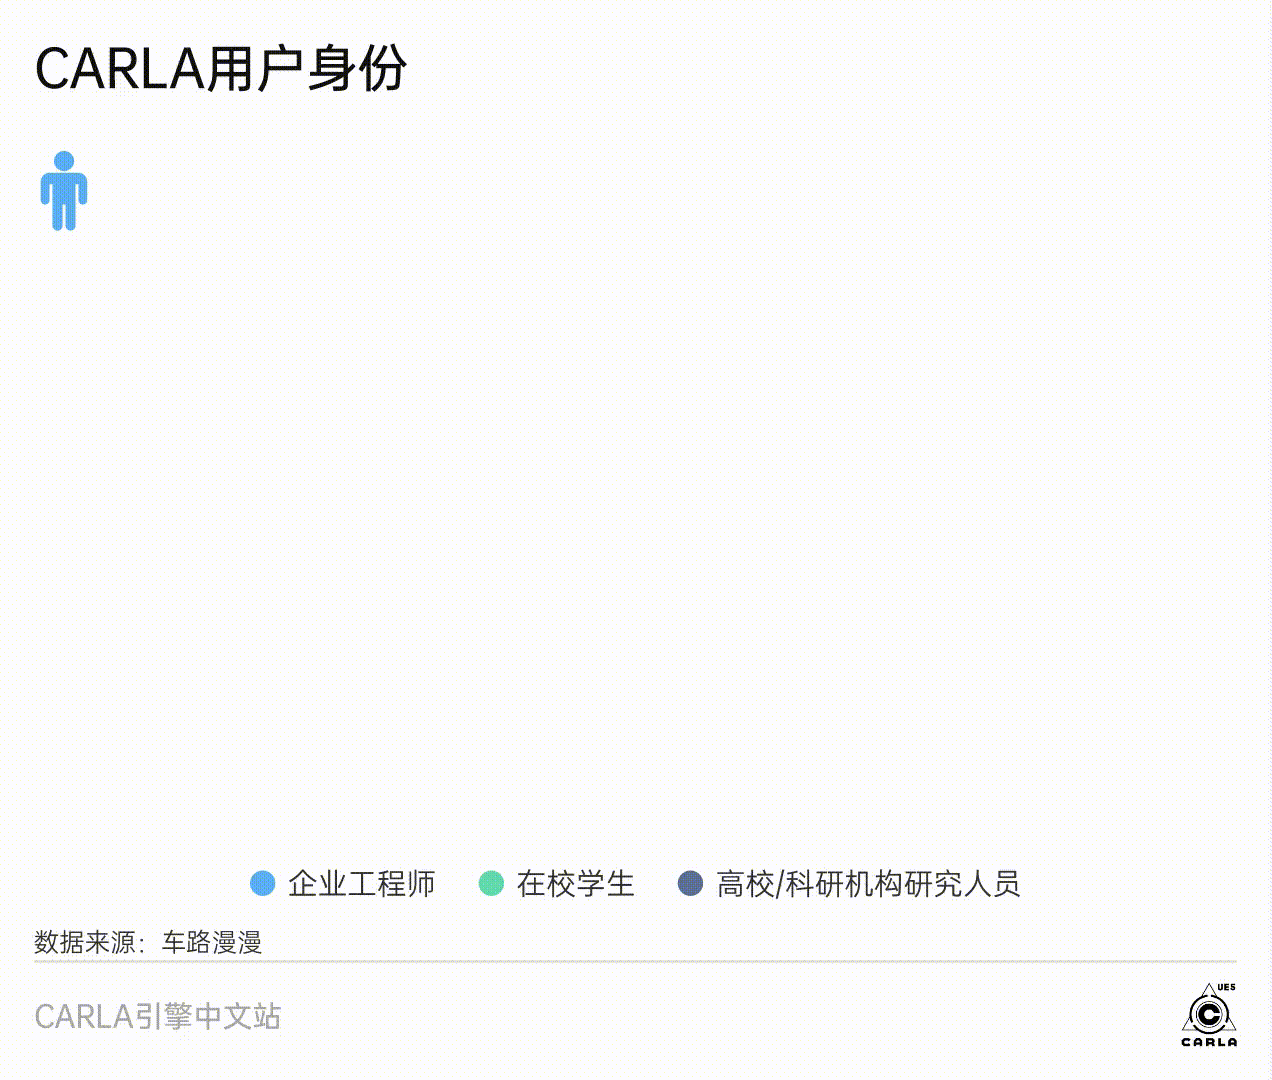 CARLA用户身份
企业工程师 在校学生 高校/科研机构研究人员
数据来源：车路漫漫
CARLA引擎中文站
UES
C
CARLA